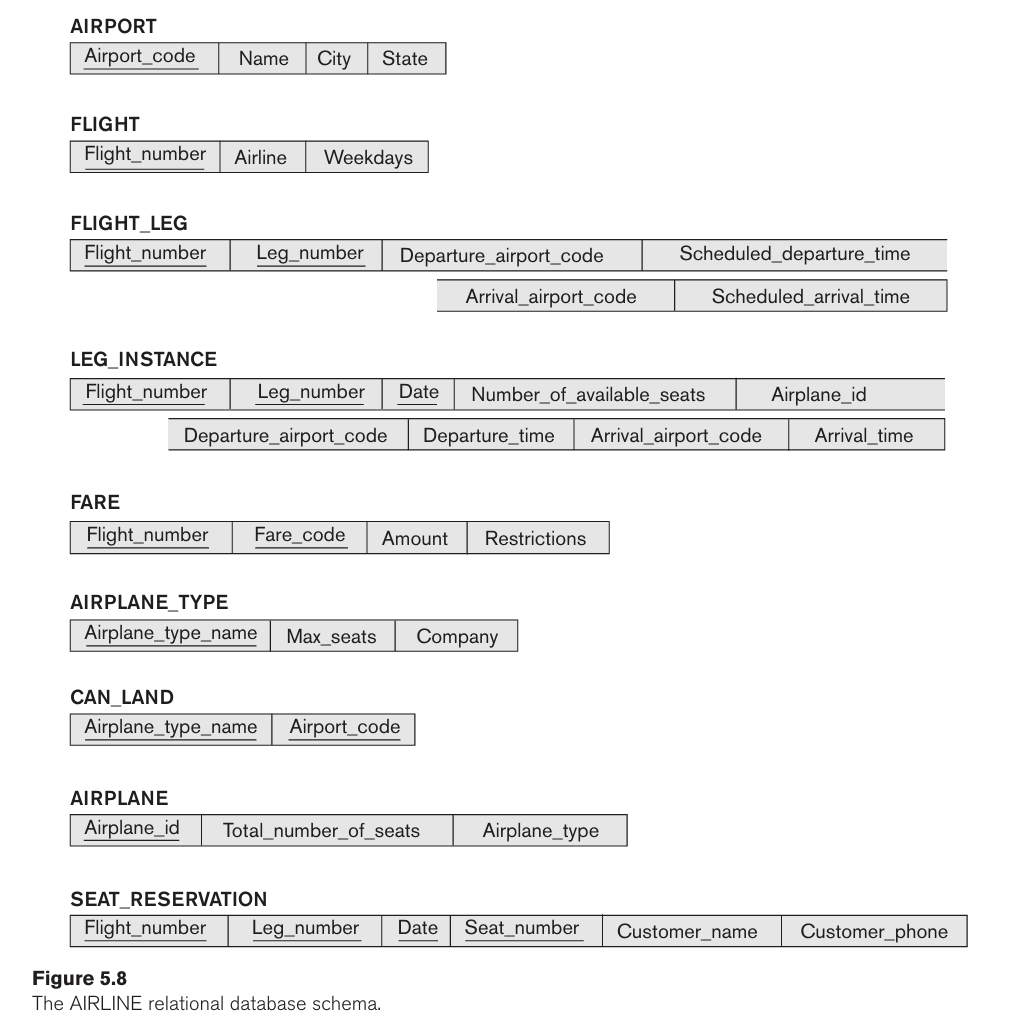 AIRPORT
Airport_code Name City State
FLIGHT
Flight_number Airline Weekdays
FLIGHT_LEG
Flight_number Leg_number Departure_airport_code Scheduled_departure_time
Arrival_airport_code Scheduled_arrival_time
LEG_INSTANCE
Flight_number Leg_number Date Number_of_available_seats Airplane_id
Departure_airport_code Departure_time Arrival_airport_code Arrival_time
FARE
Flight_number Fare_code Amount Restrictions
AIRPLANE_TYPE
Airplane_type_name Max_seats Company
CAN_LAND
Airplane_type_name Airport_code
AIRPLANE
Airplane_id Total_number_of_seats Airplane_type
SEAT_RESERVATION
Flight_number Leg_number Date Seat_number Customer_name Customer_phone
Figure 5.8
The AIRLINE relational database schema.